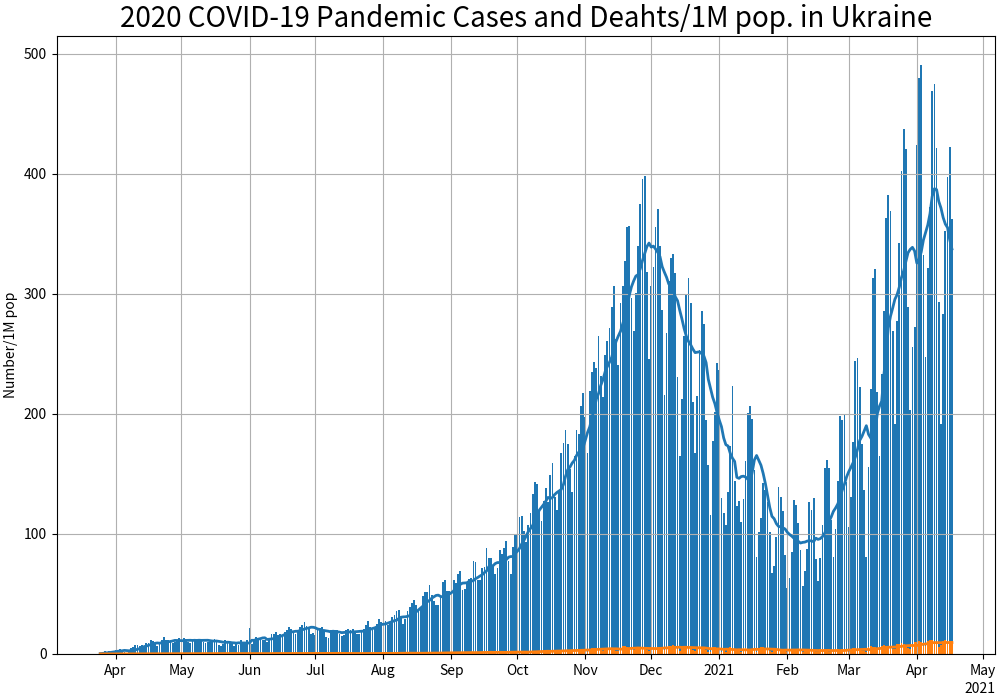 2020 COVID-19 Pandemic Cases and Deahts/1M pop. in Ukraine
Number/1M pop
500
400
300
200
100
0
Apr May Jun Jul Aug Sep Oct Nov Dec 2021 Feb Mar Apr May
2021